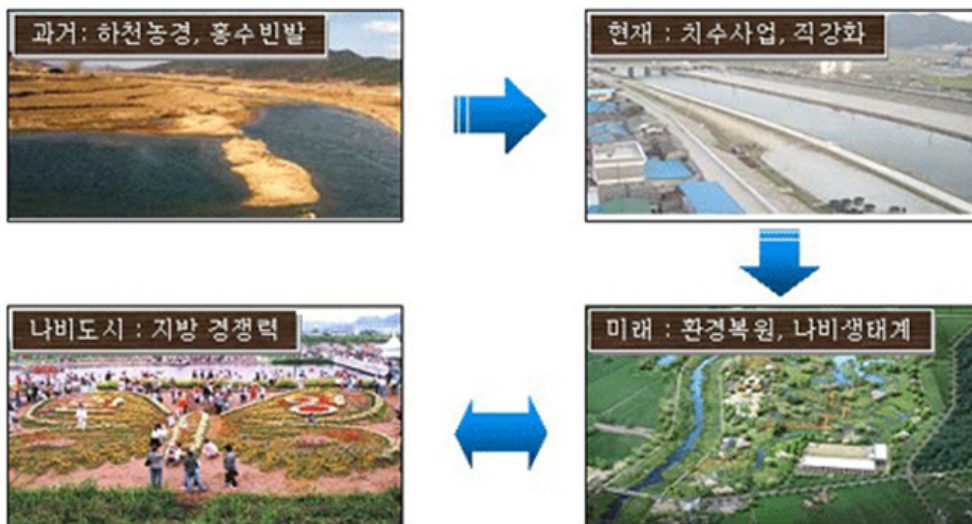 과거: 하천농경, 홍수빈발
현재 : 치수사업, 직강화
나비도시 : 지방 경쟁력
미래 : 환경복원, 나비생태계